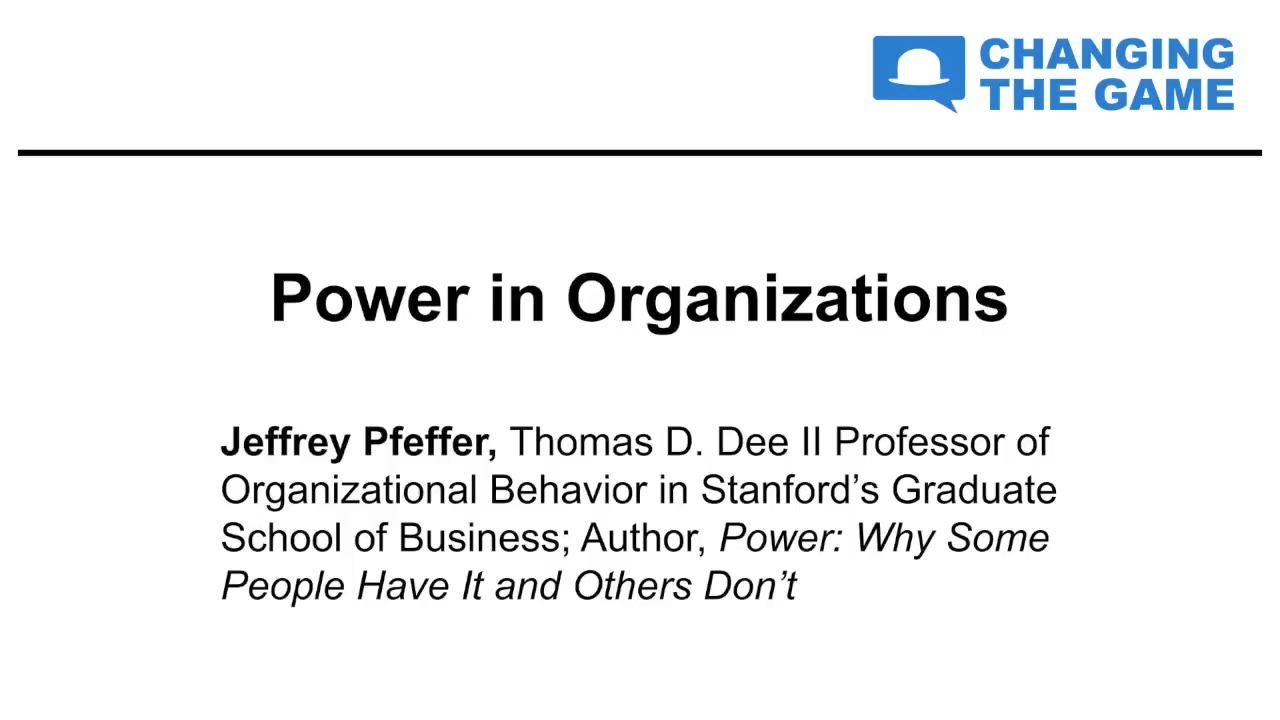 CHANGING
THE GAME
Power in Organizations
Jeffrey Pfeffer, Thomas D. Dee II Professor of
Organizational Behavior in Stanford’s Graduate
School of Business; Author, Power: Why Some
People Have It and Others Don’t